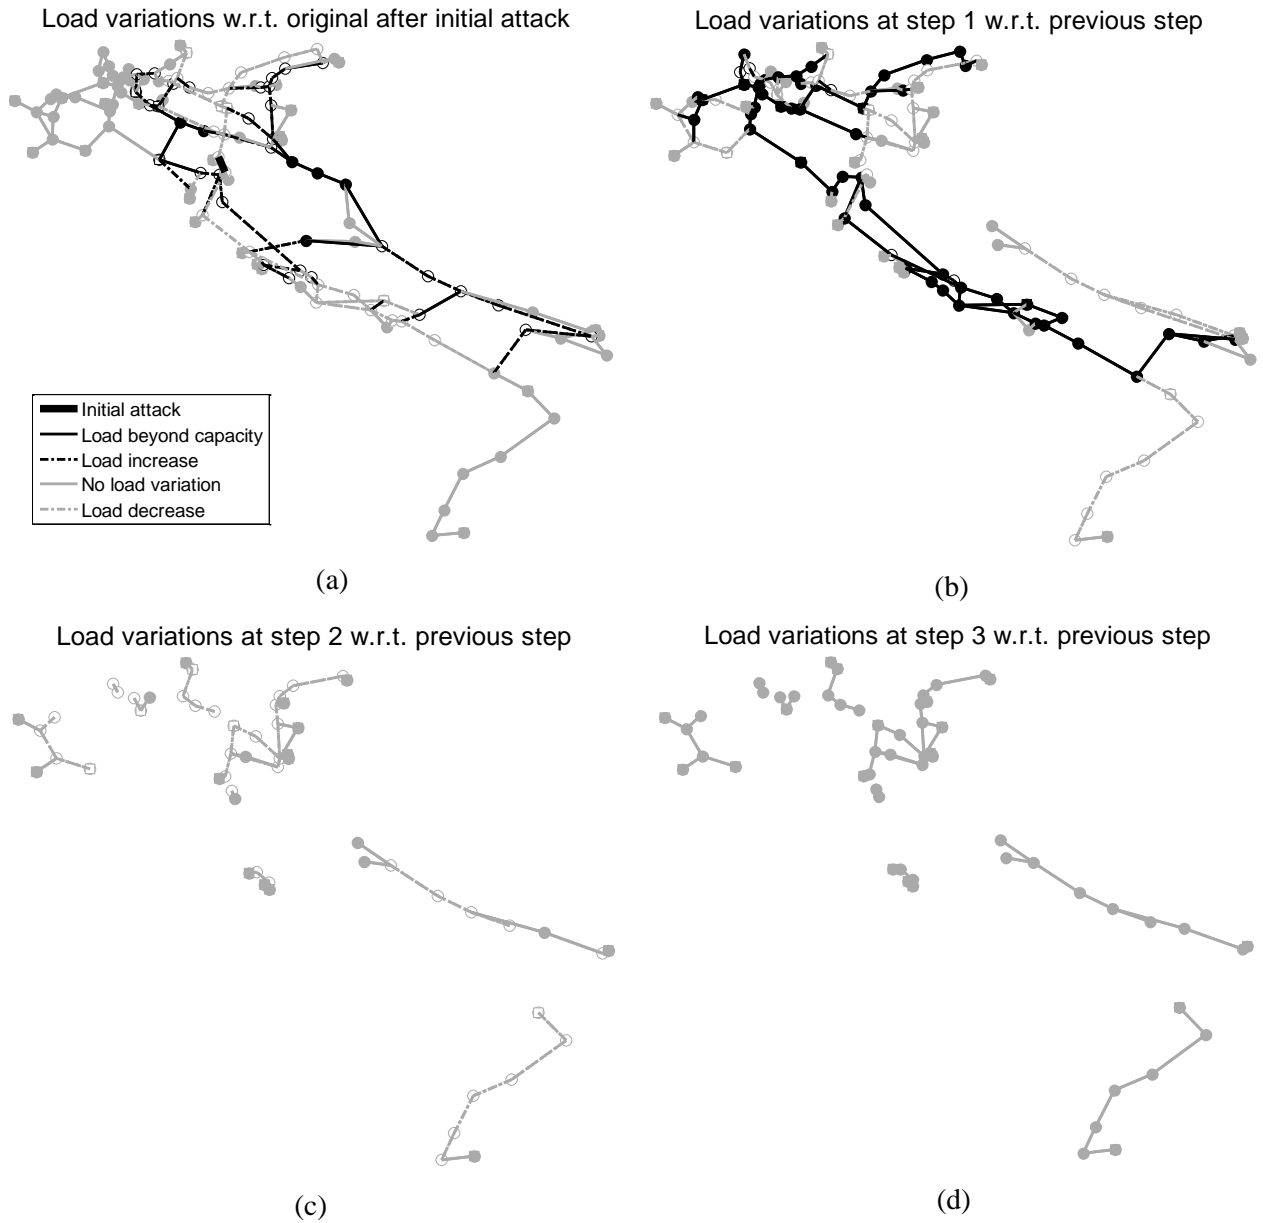 Load variations w.r.t. original after initial attack
Load variations at step 1 w.r.t. previous step
Initial attack
Load beyond capacity
Load increase
No load variation
Load decrease
(a)
(b)
Load variations at step 2 w.r.t. previous step
Load variations at step 3 w.r.t. previous step
(c)
(d)